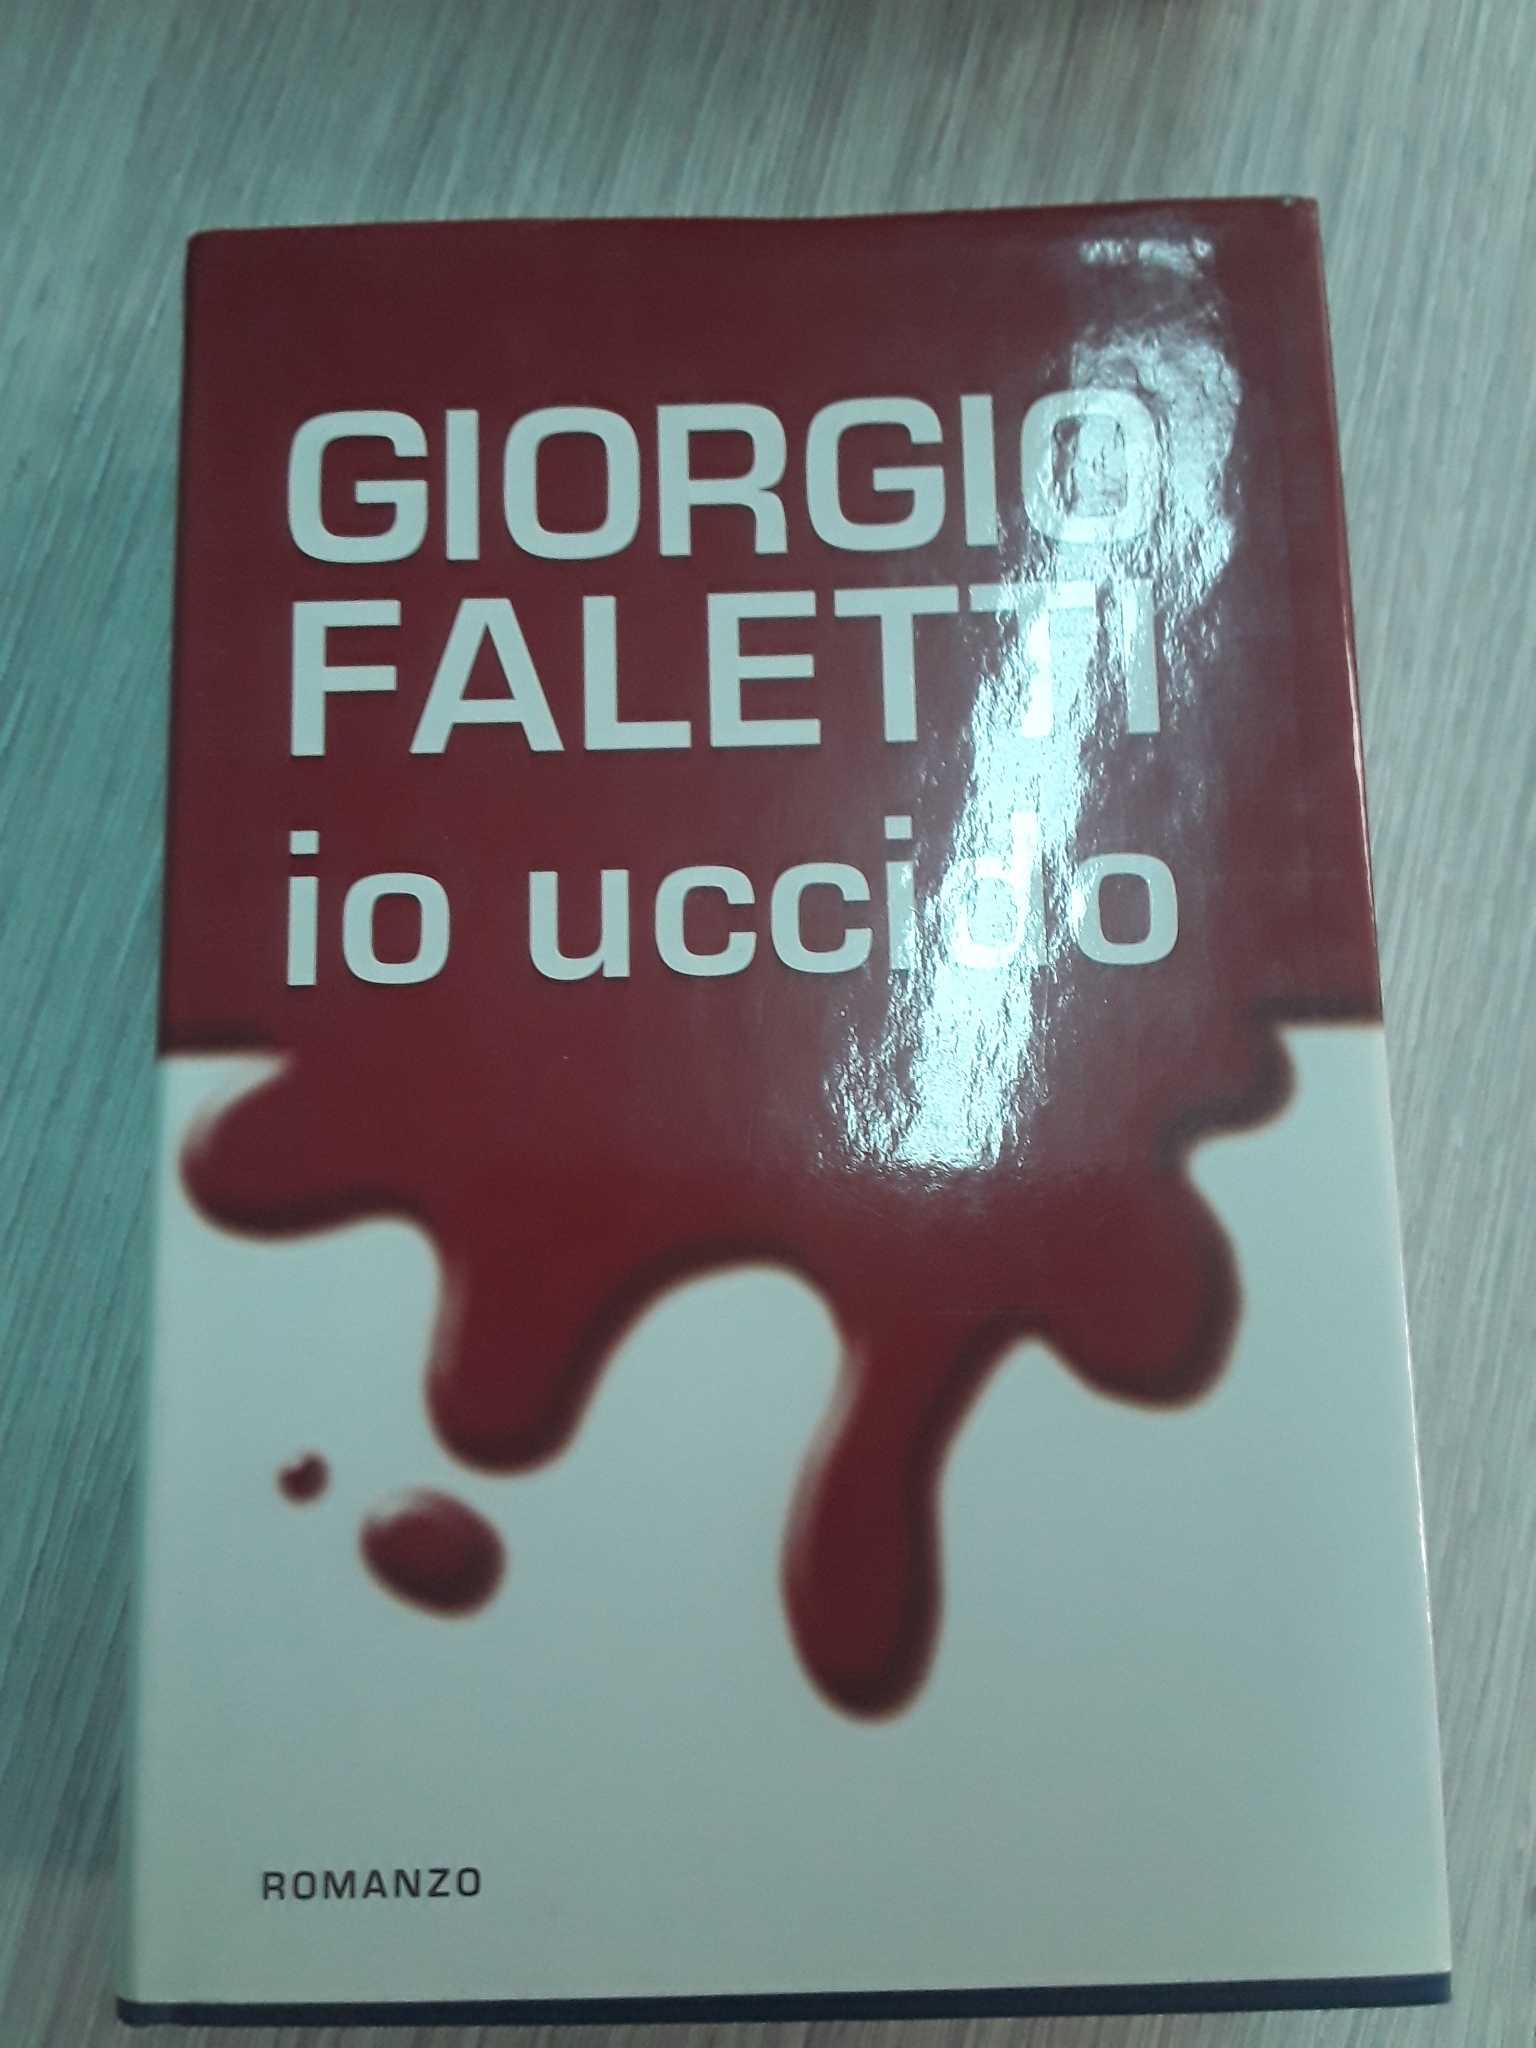 GIORGIO
FALETTI
io uccido
ROMANZO